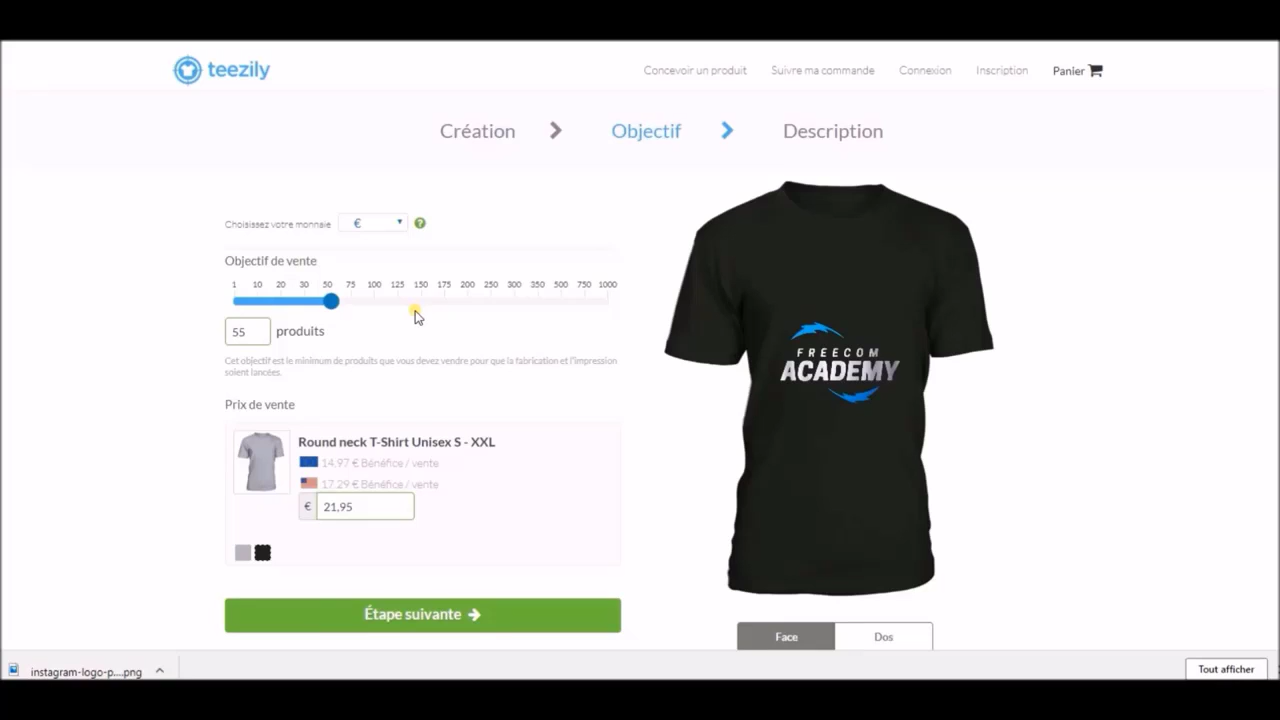 teezily
Concevoir un produit Suivre ma commande Connexion Inscription Panier
Création Objectif Description
Choisissez votre monnaie € ?
Objectif de vente
1 10 20 30 50 75 100 125 150 175 200 250 300 350 500 750 1000
55 produits
Cet objectif est le minimum de produits que vous devez vendre pour que la fabrication et l'impression
soient lancées.
Prix de vente
Round neck T-Shirt Unisex S - XXL
14,97 € Bénéfice / vente
17,29 € Bénéfice / vente
€ 21,95
Étape suivante
FREECOM
ACADEMY
Face Dos
instagram-logo-p....png
Tout afficher